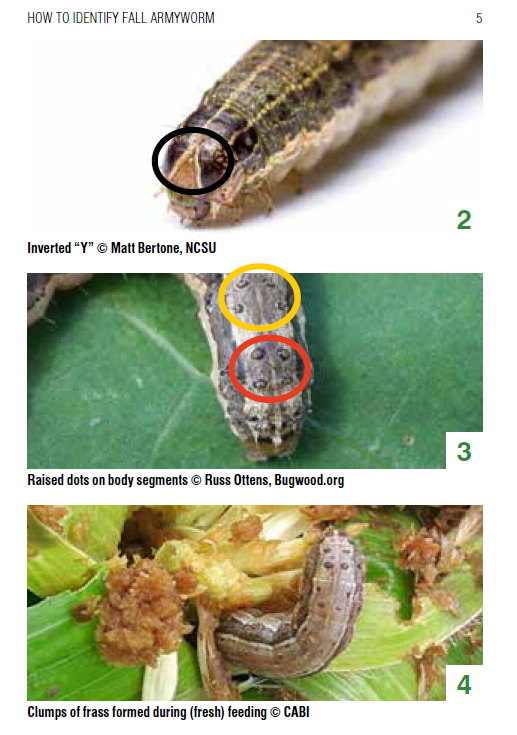 HOW TO IDENTIFY FALL ARMYWORM 5
2
Inverted “Y” © Matt Bertone, NCSU
3
Raised dots on body segments © Russ Ottens, Bugwood.org
4
Clumps of frass formed during (fresh) feeding © CABI